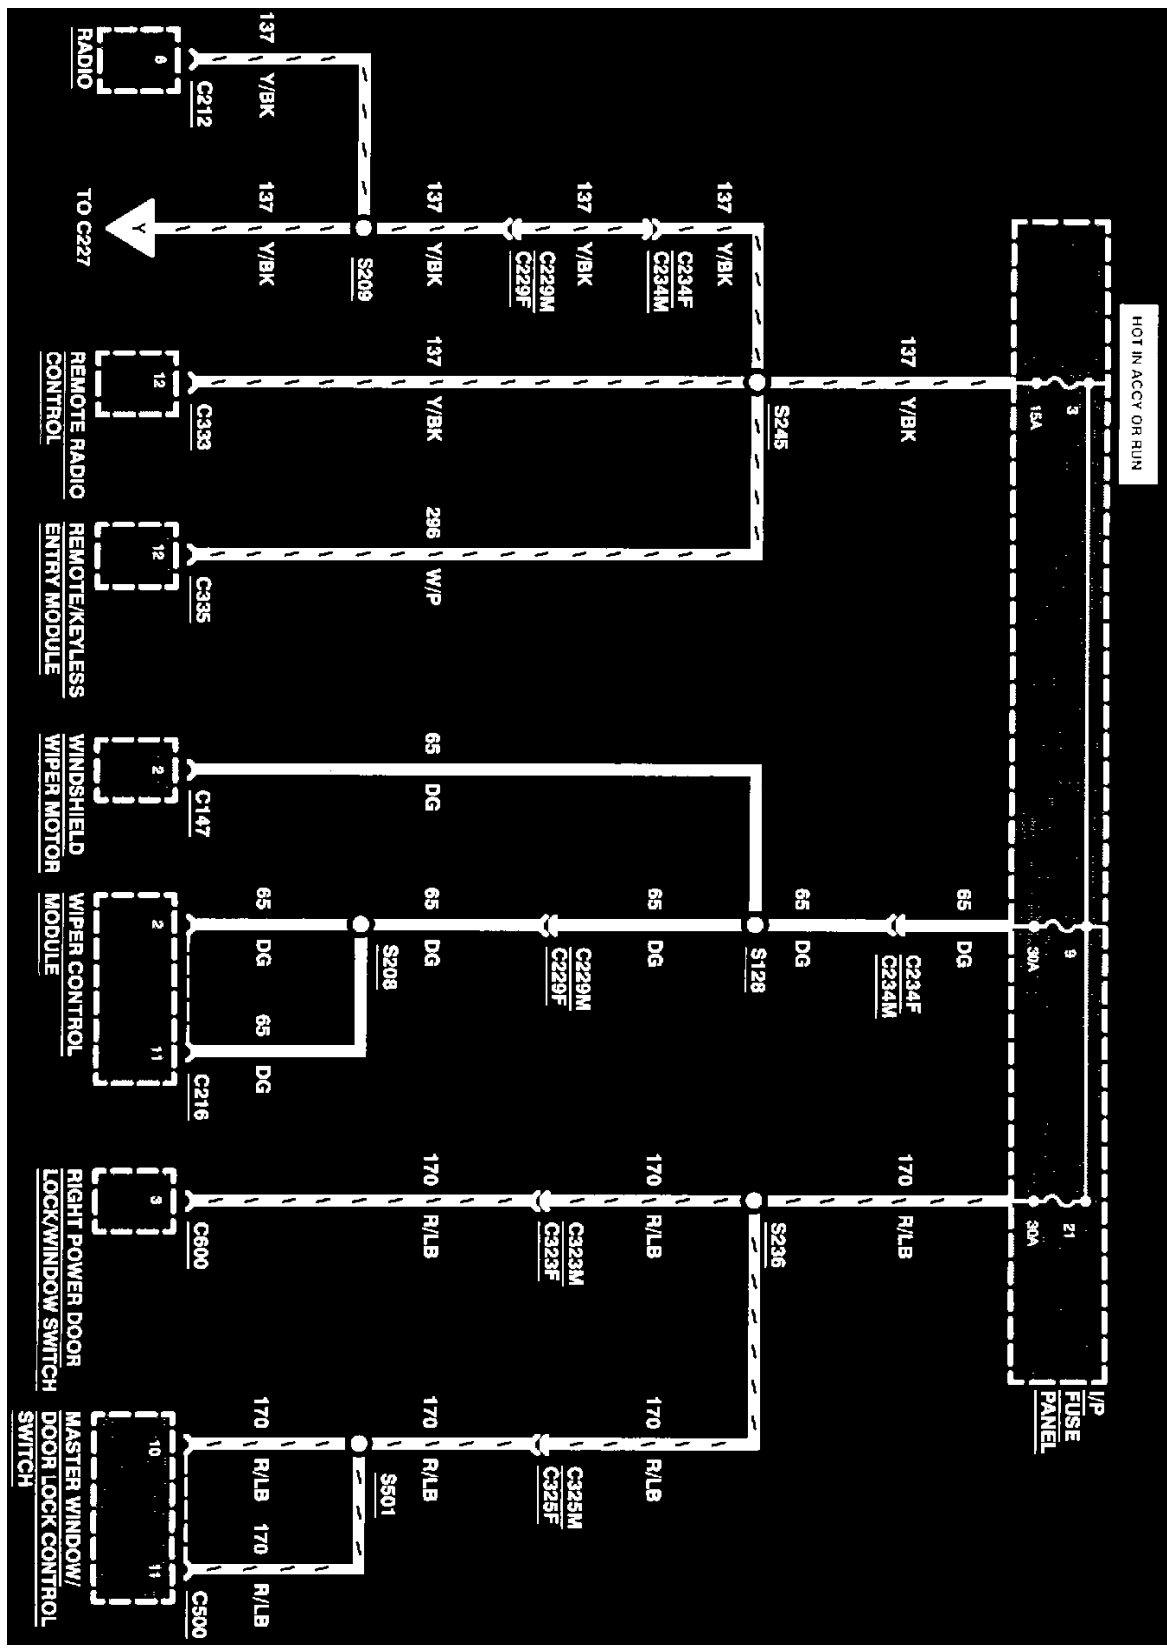 HOT IN ACCY OR RUN
I/P
FUSE
PANEL
3
15A
9
30A
21
30A
137
Y/BK
S245
137
Y/BK
C234F
C234M
137
Y/BK
C229M
C229F
137
Y/BK
S209
137
Y/BK
Y
TO C227
137
Y/BK
C212
6
RADIO
137
Y/BK
C333
12
REMOTE RADIO
CONTROL
296
W/P
C335
12
REMOTE/KEYLESS
ENTRY MODULE
65
DG
C234F
C234M
65
DG
S128
65
DG
C147
2
WINDSHIELD
WIPER MOTOR
65
DG
C229M
C229F
65
DG
S208
65
DG
65
DG
C216
2
11
WIPER CONTROL
MODULE
170
R/LB
S236
170
R/LB
C323M
C323F
170
R/LB
C600
3
RIGHT POWER DOOR
LOCK/WINDOW SWITCH
170
R/LB
C325M
C325F
170
R/LB
S501
170
R/LB
170
R/LB
C500
10
11
MASTER WINDOW/
DOOR LOCK CONTROL
SWITCH